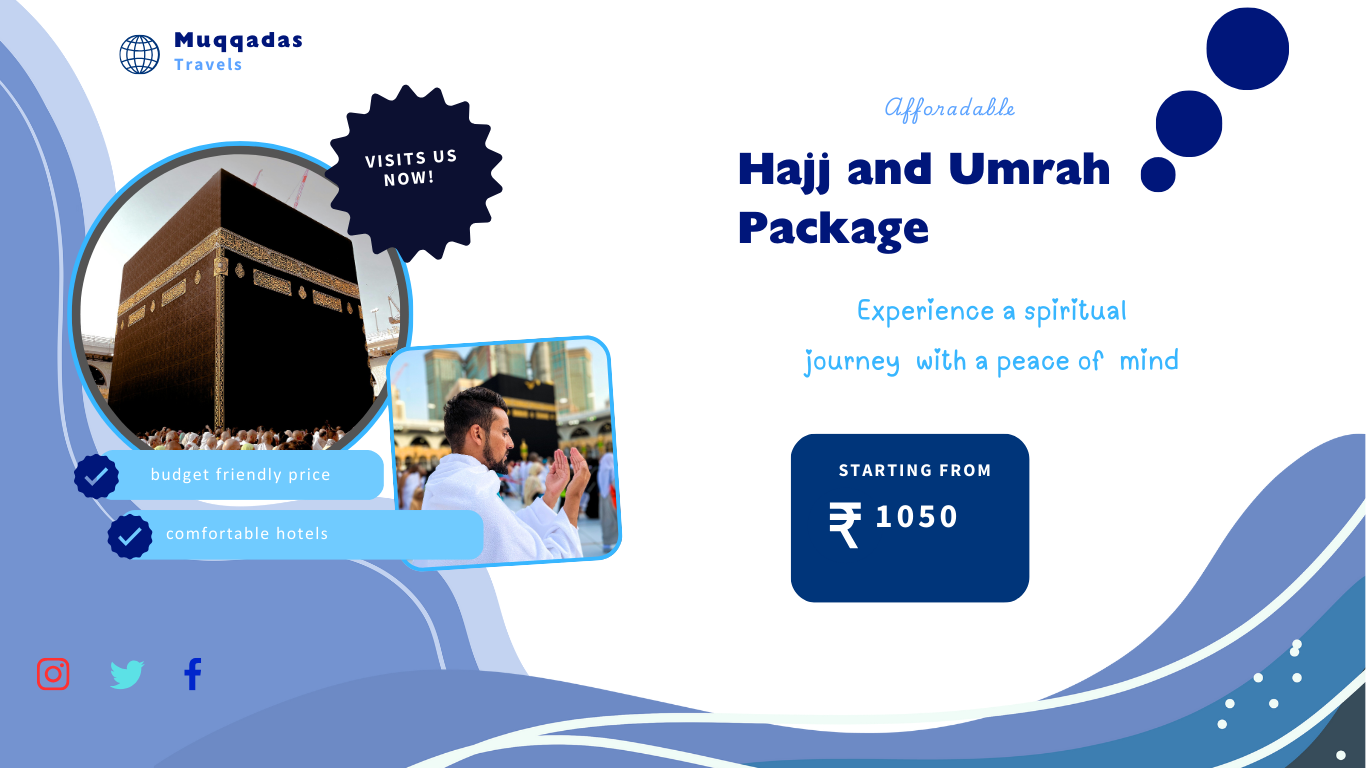 Muqqadas
Travels
VISITS US
NOW!
Afforadable
Hajj and Umrah
Package
Experience a spiritual
journey with a peace of mind
budget friendly price
comfortable hotels
STARTING FROM
₹ 1050